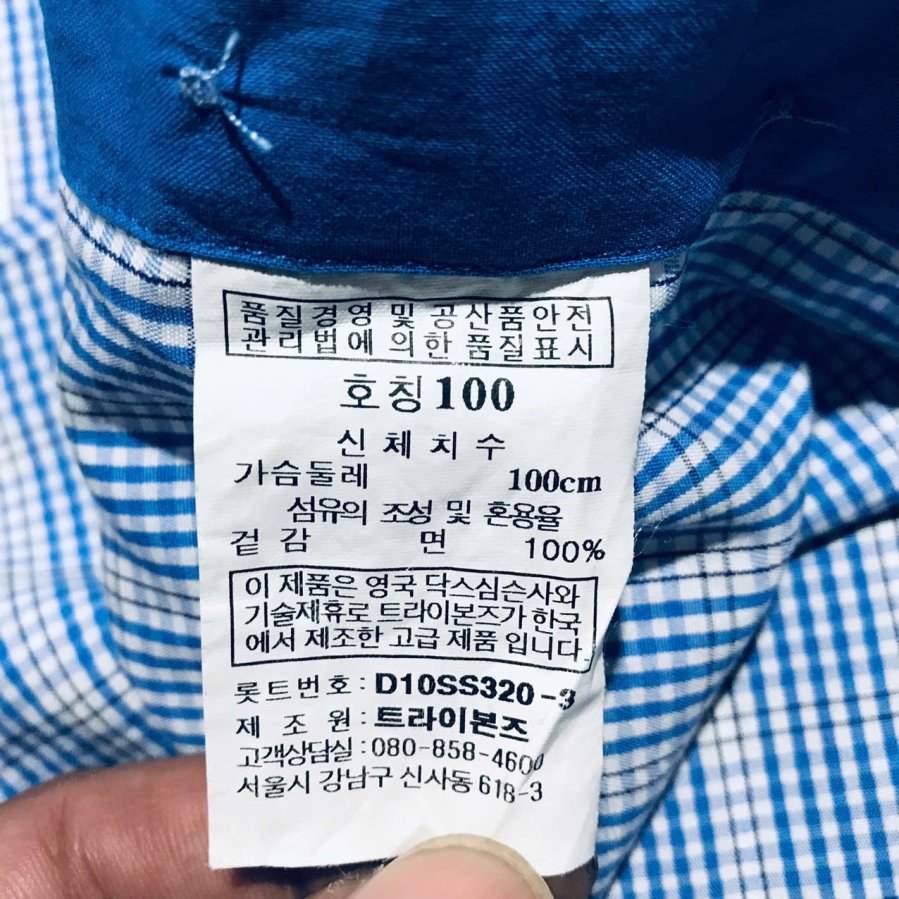 품질경영 및 공산품안전
관리법에 의한 품질표시
호칭100
신체치수
가슴둘레 100cm
섬유의 조성 및 혼용율
겉감 면 100%
이 제품은 영국 닥스심슨사와
기술제휴로 트라이본즈가 한국
에서 제조한 고급 제품 입니다
롯트번호 : D10SS320-3
제 조 원 : 트라이본즈
고객상담실 : 080-858-4600
서울시 강남구 신사동 618-3